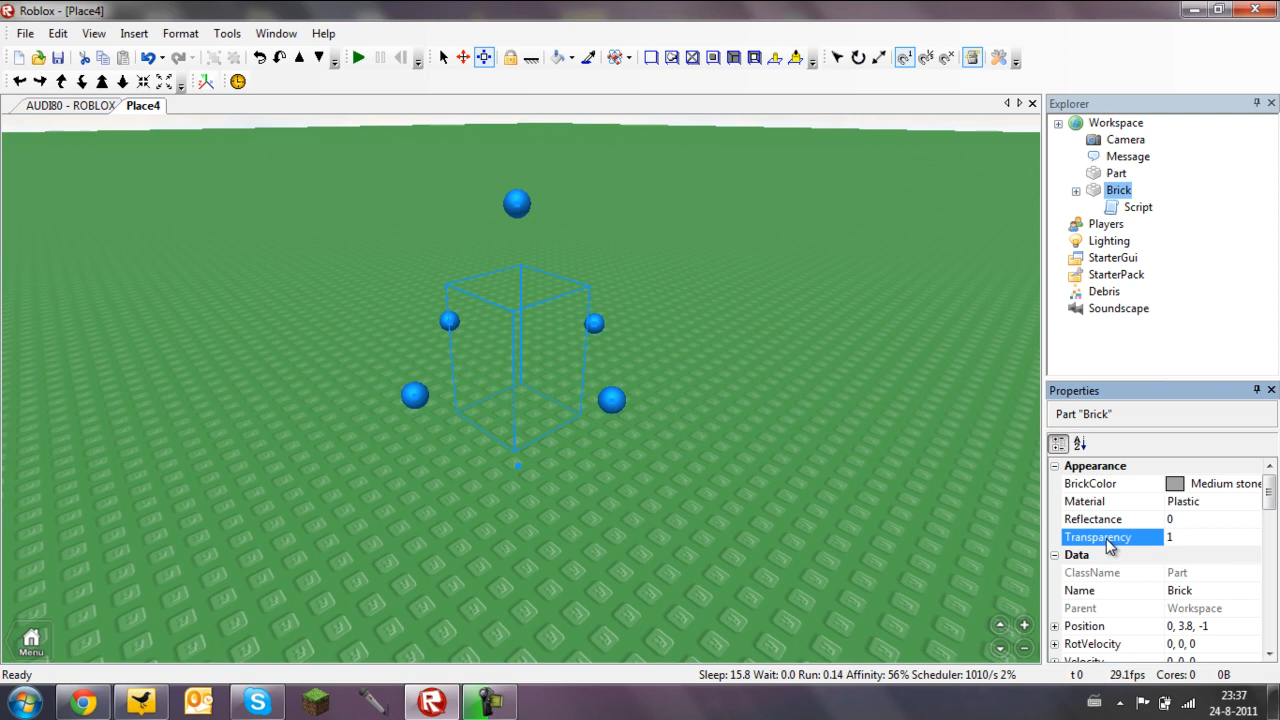 Roblox - [Place4]
File Edit View Insert Format Tools Window Help
AUDI80 - ROBLOX Place4
Explorer
Workspace
Camera
Message
Part
Brick
Script
Players
Lighting
StarterGui
StarterPack
Debris
Soundscape
Properties
Part "Brick"
Appearance
BrickColor Medium stone
Material Plastic
Reflectance 0
Transparency 1
Data
ClassName Part
Name Brick
Parent Workspace
Position 0, 3.8, -1
RotVelocity 0, 0, 0
Velocity 0, 0, 0
Menu
Ready Sleep: 15.8 Wait: 0.0 Run: 0.14 Affinity: 56% Scheduler: 1010/s 2% t 0 29.1fps Cores: 0 0B
23:37
24-8-2011